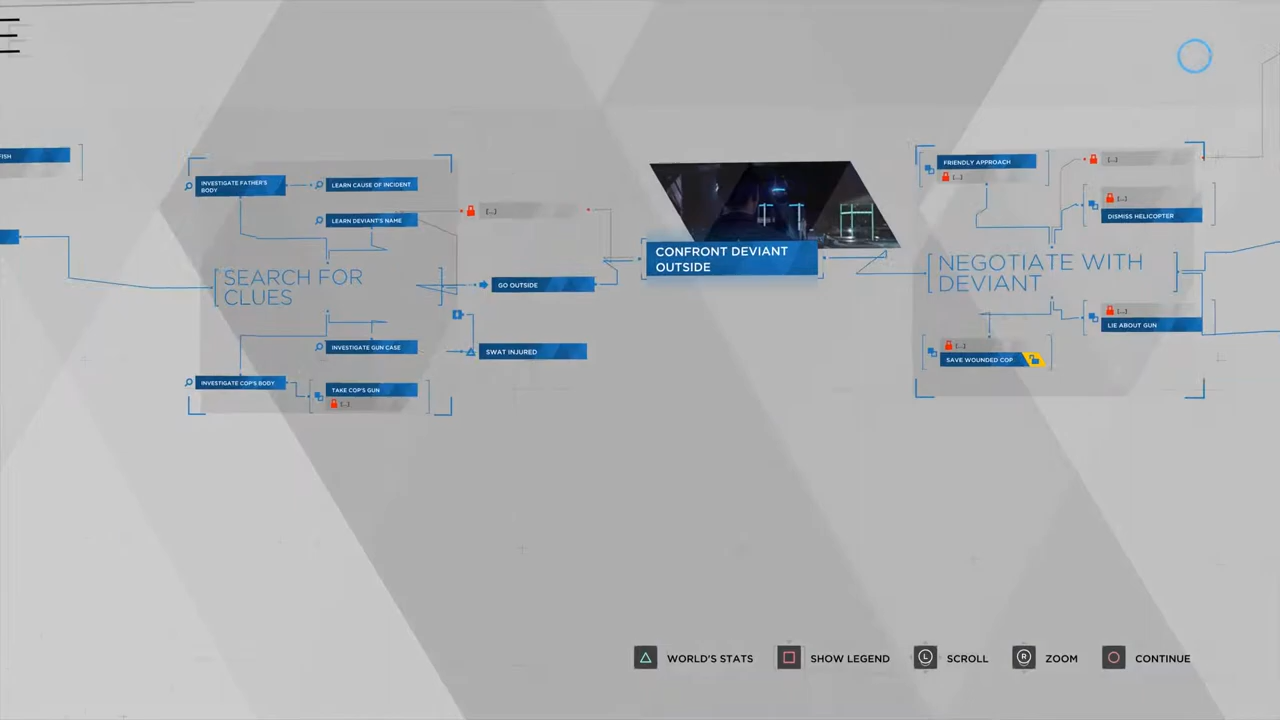 FISH
INVESTIGATE FATHER'S
BODY
LEARN CAUSE OF INCIDENT
LEARN DEVIANT'S NAME
[...]
SEARCH FOR
CLUES
GO OUTSIDE
SWAT INJURED
INVESTIGATE GUN CASE
INVESTIGATE COP'S BODY
TAKE COP'S GUN
[...]
CONFRONT DEVIANT
OUTSIDE
FRIENDLY APPROACH
[...]
[...]
[...]
DISMISS HELICOPTER
NEGOTIATE WITH
DEVIANT
[...]
LIE ABOUT GUN
[...]
SAVE WOUNDED COP
WORLD'S STATS
SHOW LEGEND
L
SCROLL
R
ZOOM
CONTINUE